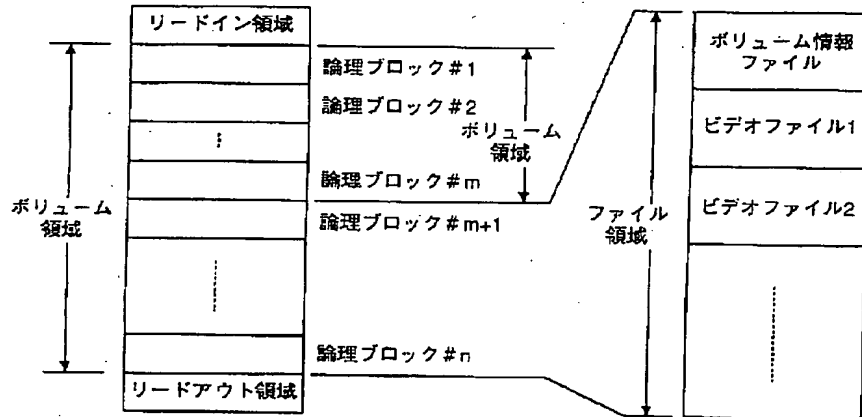 リードイン領域
論理ブロック#1
論理ブロック#2
ボリューム
領域
論理ブロック#m
論理ブロック#m+1
論理ブロック#n
リードアウト領域
ボリューム
領域
ファイル
領域
ボリューム情報
ファイル
ビデオファイル1
ビデオファイル2